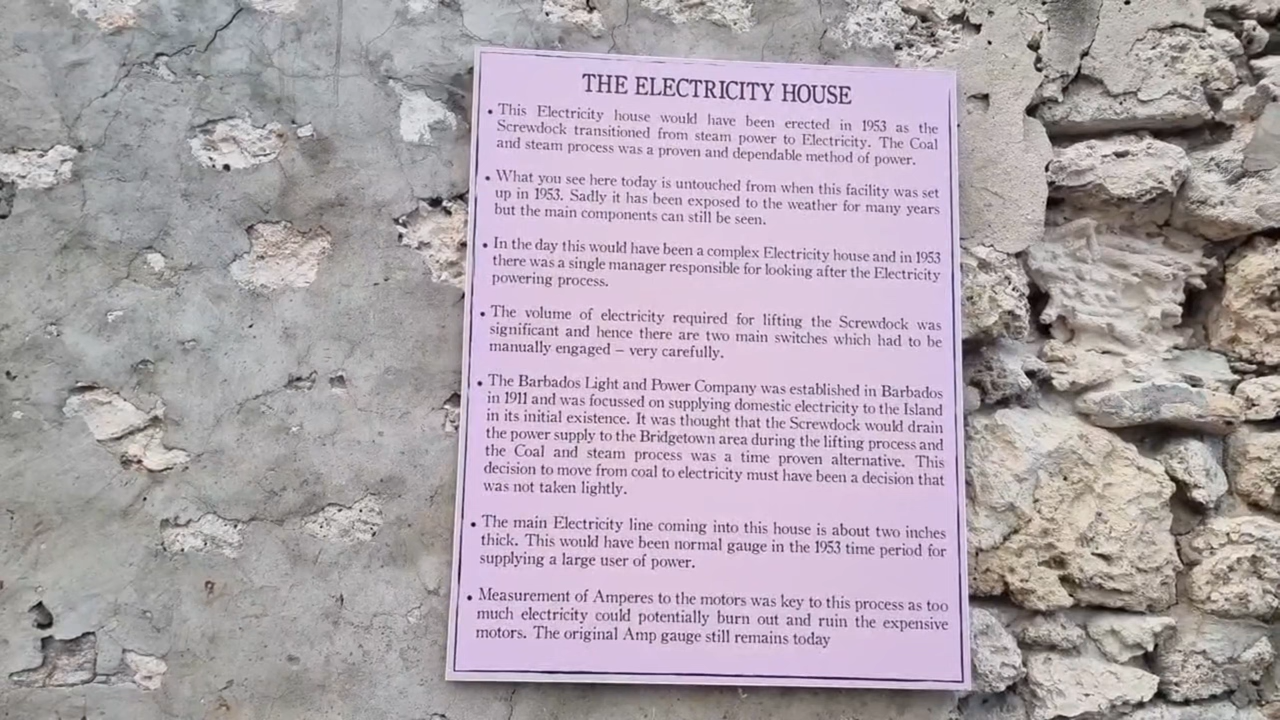 THE ELECTRICITY HOUSE
• This Electricity house would have been erected in 1953 as the
Screwdock transitioned from steam power to Electricity. The Coal
and steam process was a proven and dependable method of power.
• What you see here today is untouched from when this facility was set
up in 1953. Sadly it has been exposed to the weather for many years
but the main components can still be seen.
• In the day this would have been a complex Electricity house and in 1953
there was a single manager responsible for looking after the Electricity
powering process.
• The volume of electricity required for lifting the Screwdock was
significant and hence there are two main switches which had to be
manually engaged – very carefully.
• The Barbados Light and Power Company was established in Barbados
in 1911 and was focussed on supplying domestic electricity to the Island
in its initial existence. It was thought that the Screwdock would drain
the power supply to the Bridgetown area during the lifting process and
the Coal and steam process was a time proven alternative. This
decision to move from coal to electricity must have been a decision that
was not taken lightly.
• The main Electricity line coming into this house is about two inches
thick. This would have been normal gauge in the 1953 time period for
supplying a large user of power.
• Measurement of Amperes to the motors was key to this process as too
much electricity could potentially burn out and ruin the expensive
motors. The original Amp gauge still remains today